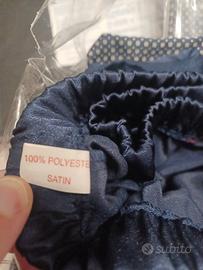 100% POLYESTE
SATIN
subito